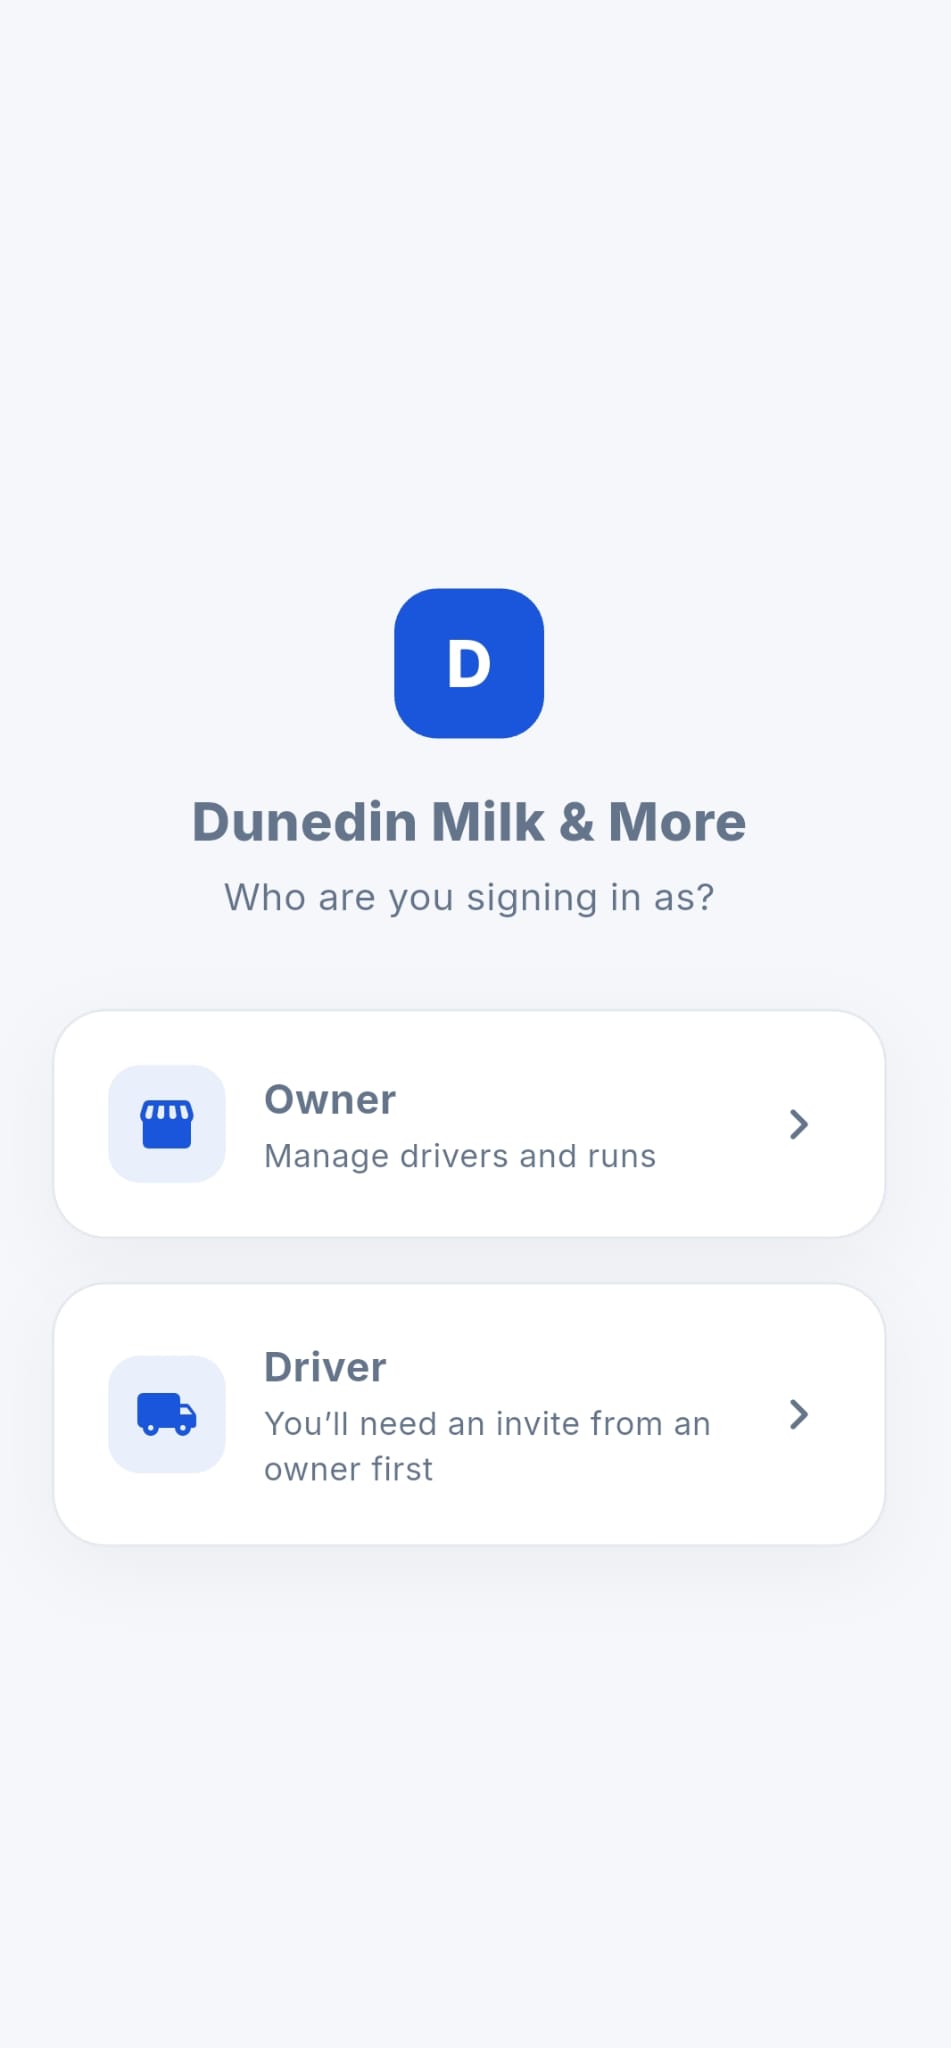 D
Dunedin Milk & More
Who are you signing in as?
Owner
Manage drivers and runs
Driver
You’ll need an invite from an
owner first